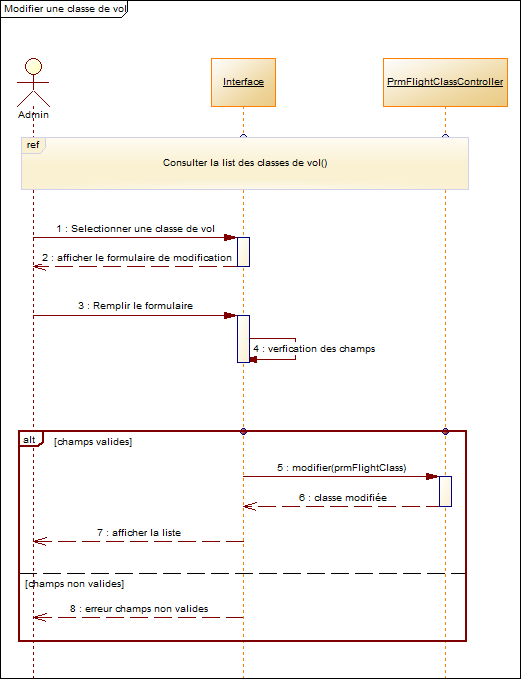 Modifier une classe de vol
Admin
Interface
PrmFlightClassController
ref
Consulter la list des classes de vol()
1 : Selectionner une classe de vol
2 : afficher le formulaire de modification
3 : Remplir le formulaire
4 : verfication des champs
alt
[champs valides]
5 : modifier(prmFlightClass)
6 : classe modifiée
7 : afficher la liste
[champs non valides]
8 : erreur champs non valides